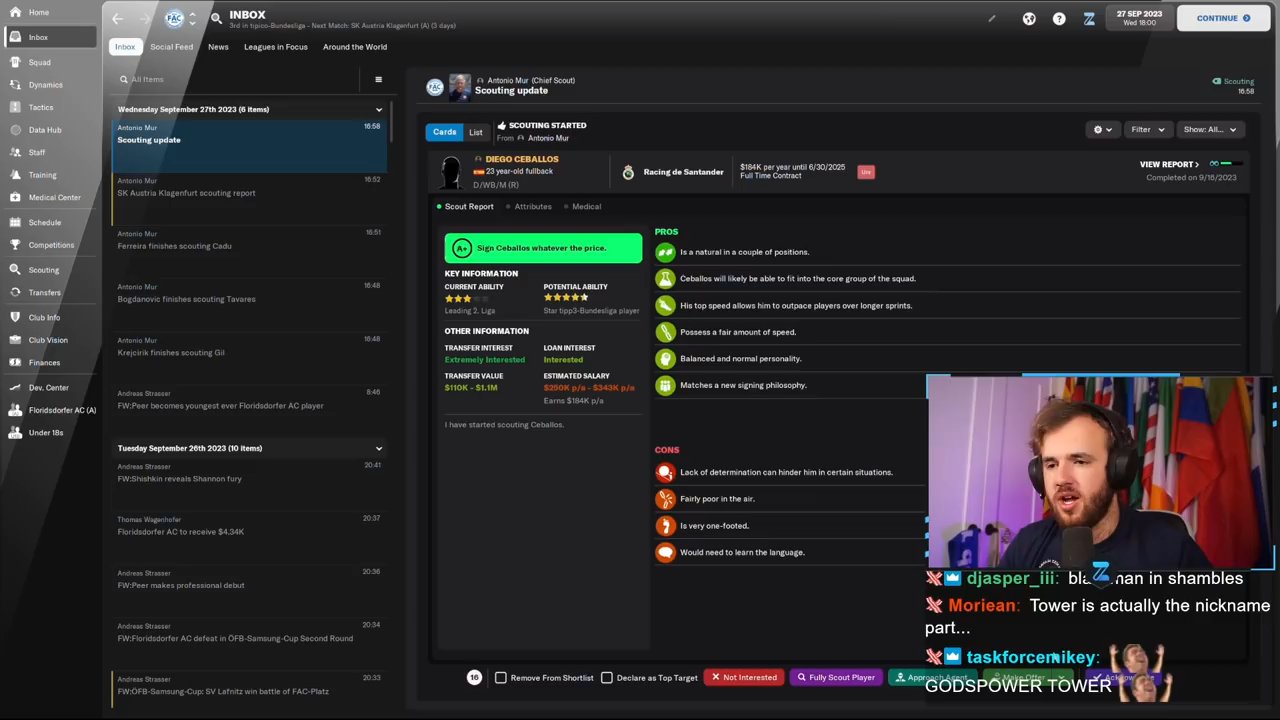 Home
Inbox
Squad
Dynamics
Tactics
Data Hub
Staff
Training
Medical Center
Schedule
Competitions
Scouting
Transfers
Club Info
Club Vision
Finances
Dev. Center
Floridsdorfer AC (A)
Under 18s
FAC
INBOX
3rd in tipico-Bundesliga - Next Match: SK Austria Klagenfurt (A) (3 days)
27 SEP 2023
Wed 18:00
CONTINUE
Inbox
Social Feed
News
Leagues in Focus
Around the World
All Items
Wednesday September 27th 2023 (6 items)
Antonio Mur 16:58
Scouting update
Antonio Mur 16:52
SK Austria Klagenfurt scouting report
Antonio Mur 16:51
Ferreira finishes scouting Cadu
Antonio Mur 16:48
Bogdanovic finishes scouting Tavares
Antonio Mur 16:48
Krejcirik finishes scouting Gil
Andreas Strasser 8:46
FW:Peer becomes youngest ever Floridsdorfer AC player
Tuesday September 26th 2023 (10 items)
Andreas Strasser 20:41
FW:Shishkin reveals Shannon fury
Thomas Wagenhofer 20:37
Floridsdorfer AC to receive $4.34K
Andreas Strasser 20:36
FW:Peer makes professional debut
Andreas Strasser 20:34
FW:Floridsdorfer AC defeat in ÖFB-Samsung-Cup Second Round
Andreas Strasser 20:33
FW:ÖFB-Samsung-Cup: SV Lafnitz win battle of FAC-Platz
FAC
Antonio Mur (Chief Scout)
Scouting update
Scouting
16:58
Cards
List
SCOUTING STARTED
From Antonio Mur
Filter
Show: All...
DIEGO CEBALLOS
23 year-old fullback
D/WB/M (R)
Racing de Santander
$184K per year until 6/30/2025
Full Time Contract
VIEW REPORT >
Completed on 9/16/2023
Scout Report
Attributes
Medical
A+ Sign Ceballos whatever the price.
KEY INFORMATION
CURRENT ABILITY
Leading 2. Liga
POTENTIAL ABILITY
Star tipp3-Bundesliga player
OTHER INFORMATION
TRANSFER INTEREST
Extremely Interested
LOAN INTEREST
Interested
TRANSFER VALUE
$110K - $1.1M
ESTIMATED SALARY
$290K - $343K p/a
Earns $184K p/a
I have started scouting Ceballos.
PROS
Is a natural in a couple of positions.
Ceballos will likely be able to fit into the core group of the squad.
His top speed allows him to outpace players over longer sprints.
Possess a fair amount of speed.
Balanced and normal personality.
Matches a new signing philosophy.
CONS
Lack of determination can hinder him in certain situations.
Fairly poor in the air.
Is very one-footed.
Would need to learn the language.
16
Remove From Shortlist
Declare as Top Target
Not Interested
Fully Scout Player
Approach Agent
Make Offer
djasper_iii: man in shambles
Moriean: Tower is actually the nickname
part...
taskforcemikey:
GODSPOWER TOWER